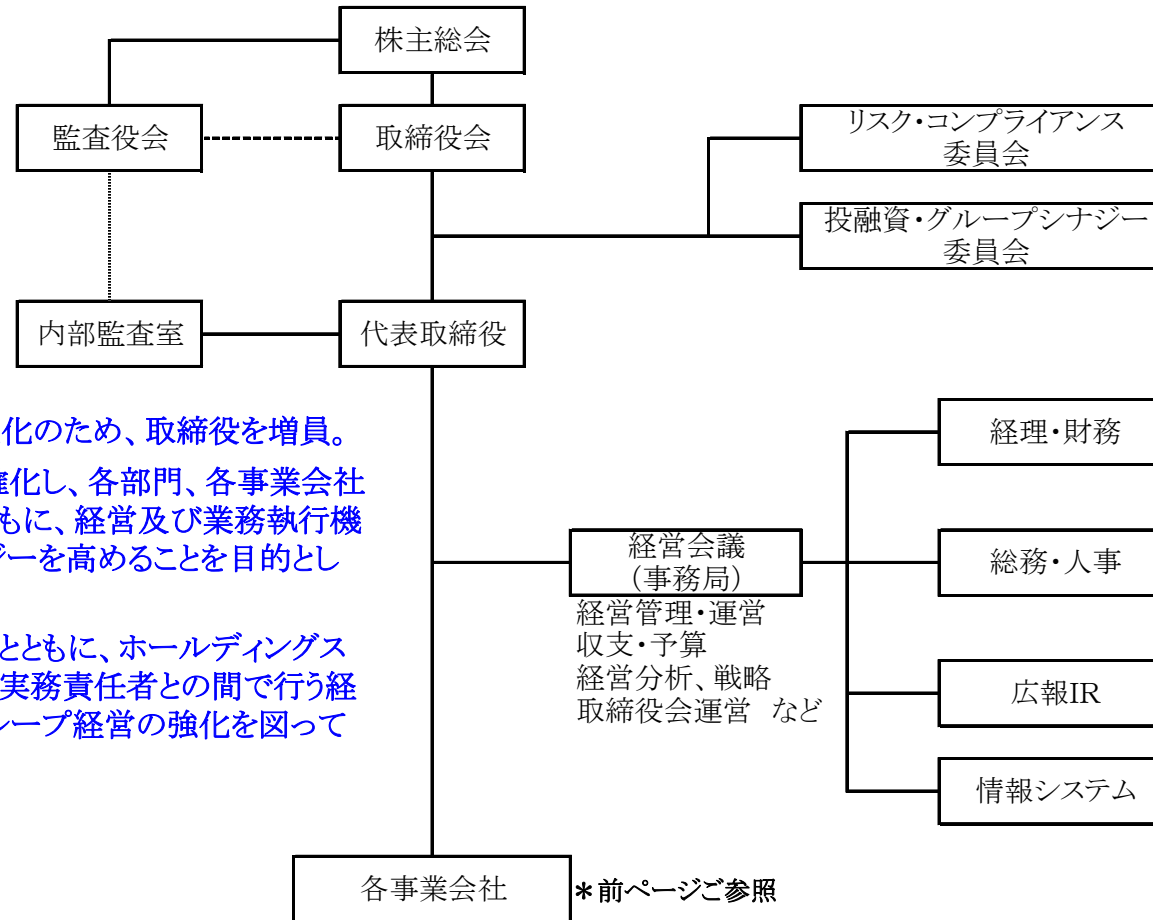 株主総会
監査役会
取締役会
リスク・コンプライアンス
委員会
投融資・グループシナジー
委員会
内部監査室
代表取締役
化のため、取締役を増員。
確化し、各部門、各事業会社
もに、経営及び業務執行機
ジーを高めることを目的とし
とともに、ホールディングス
実務責任者との間で行う経
ループ経営の強化を図って
経理・財務
経営会議
(事務局)
総務・人事
経営管理・運営
収支・予算
経営分析、戦略
取締役会運営　など
広報IR
情報システム
各事業会社
＊前ページご参照